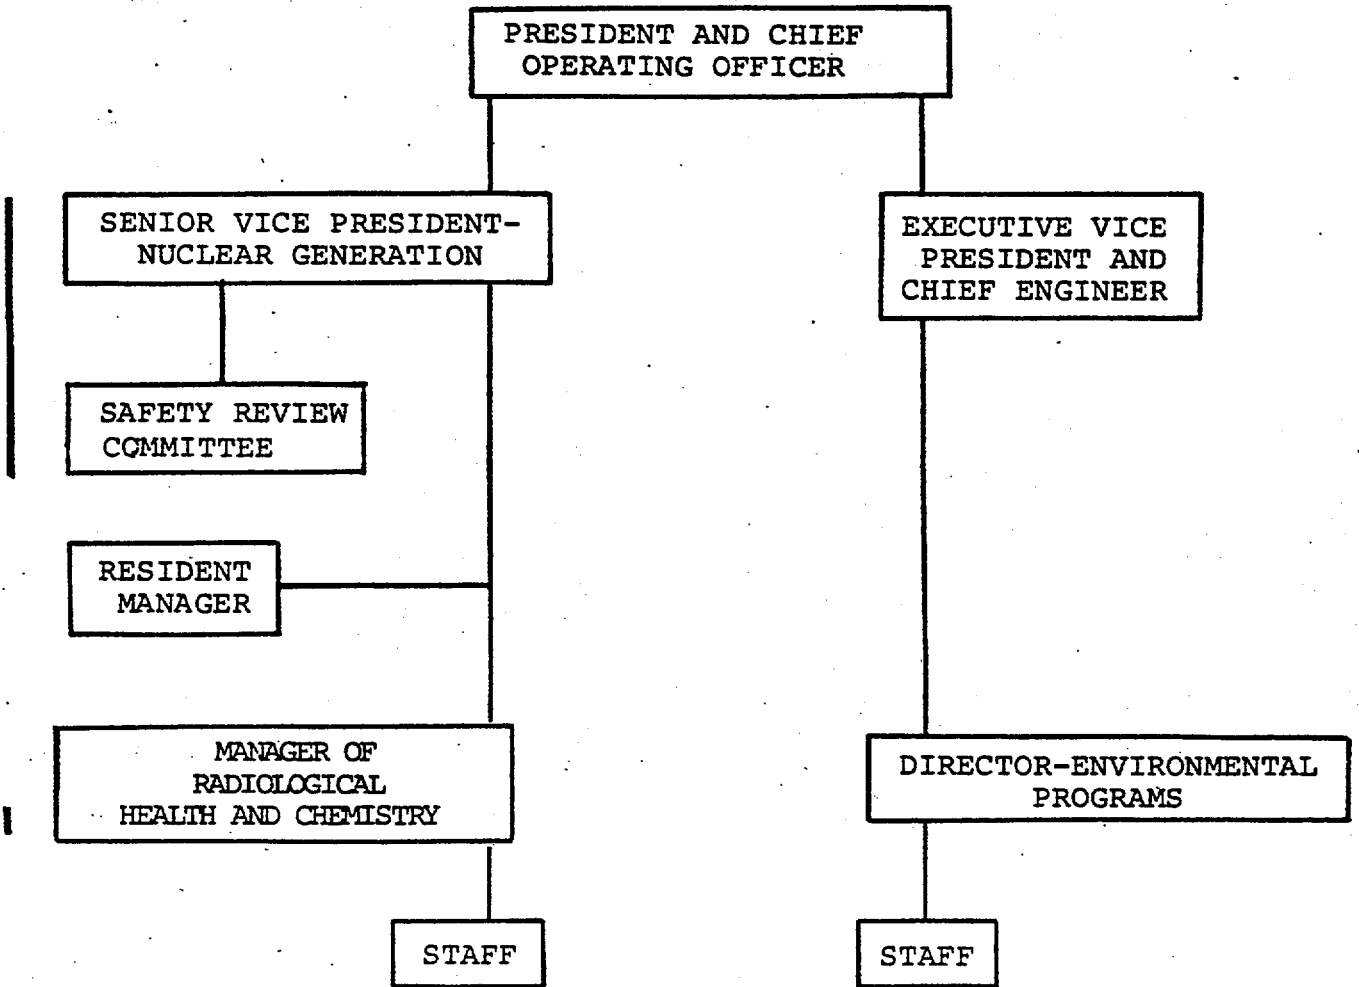 PRESIDENT AND CHIEF
OPERATING OFFICER
SENIOR VICE PRESIDENT-
NUCLEAR GENERATION
EXECUTIVE VICE
PRESIDENT AND
CHIEF ENGINEER
SAFETY REVIEW
COMMITTEE
RESIDENT
MANAGER
MANAGER OF
RADIOLOGICAL
HEALTH AND CHEMISTRY
DIRECTOR-ENVIRONMENTAL
PROGRAMS
STAFF
STAFF